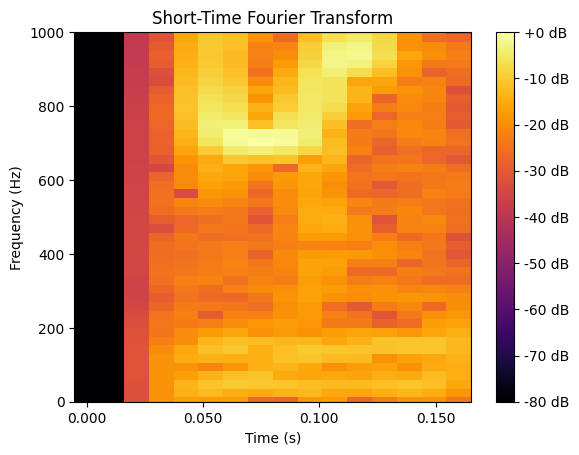 Short-Time Fourier Transform
1000
800
600
400
200
0
Frequency (Hz)
0.000
0.050
0.100
0.150
Time (s)
+0 dB
-10 dB
-20 dB
-30 dB
-40 dB
-50 dB
-60 dB
-70 dB
-80 dB